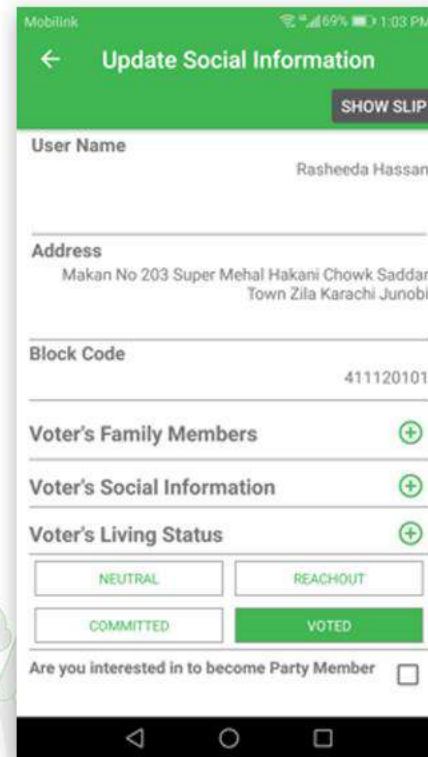 Mobilink 69% 1:03 PM
Update Social Information
SHOW SLIP
User Name
Rasheeda Hassan
Address
Makan No 203 Super Mehal Hakani Chowk Saddar
Town Zila Karachi Junobi
Block Code
411120101
Voter's Family Members
Voter's Social Information
Voter's Living Status
NEUTRAL REACHOUT
COMMITTED VOTED
Are you interested in to become Party Member